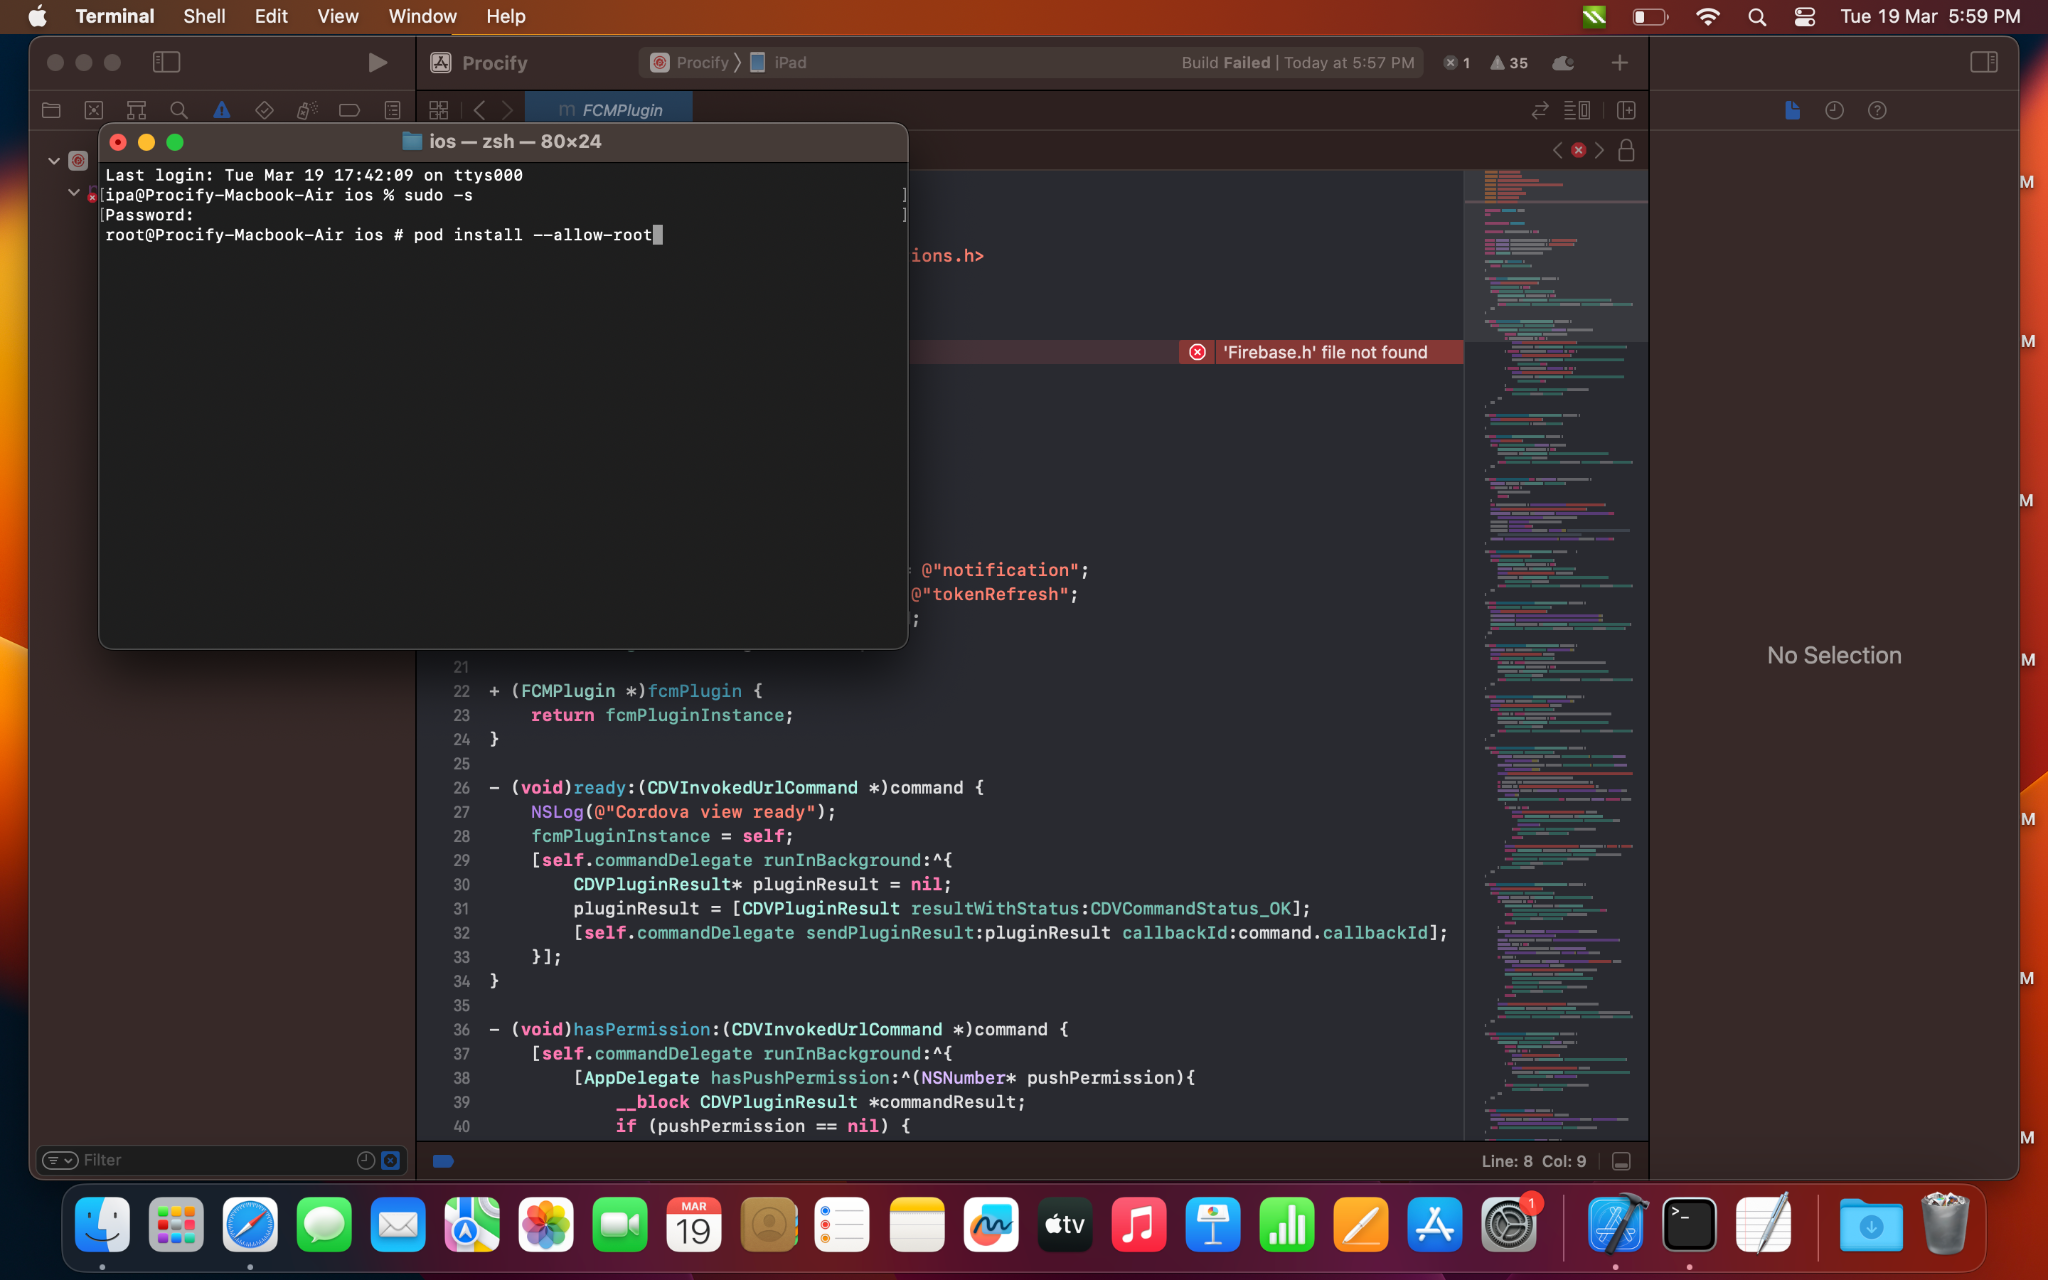 Terminal Shell Edit View Window Help Tue 19 Mar 5:59 PM
Procify Procify 〉 iPad Build Failed | Today at 5:57 PM 1 35
m FCMPlugin
ios — zsh — 80×24
Last login: Tue Mar 19 17:42:09 on ttys000
[ipa@Procify-Macbook-Air ios % sudo -s ]
[Password: ]
root@Procify-Macbook-Air ios # pod install --allow-root
ions.h>
'Firebase.h' file not found
= @"notification";
@"tokenRefresh";
;
No Selection
21
22 + (FCMPlugin *)fcmPlugin {
23 return fcmPluginInstance;
24 }
25
26 - (void)ready:(CDVInvokedUrlCommand *)command {
27 NSLog(@"Cordova view ready");
28 fcmPluginInstance = self;
29 [self.commandDelegate runInBackground:^{
30 CDVPluginResult* pluginResult = nil;
31 pluginResult = [CDVPluginResult resultWithStatus:CDVCommandStatus_OK];
32 [self.commandDelegate sendPluginResult:pluginResult callbackId:command.callbackId];
33 }];
34 }
35
36 - (void)hasPermission:(CDVInvokedUrlCommand *)command {
37 [self.commandDelegate runInBackground:^{
38 [AppDelegate hasPushPermission:^(NSNumber* pushPermission){
39 __block CDVPluginResult *commandResult;
40 if (pushPermission == nil) {
Filter Line: 8 Col: 9
M
M
M
M
M
M
M
MAR
19
tv
1
>_